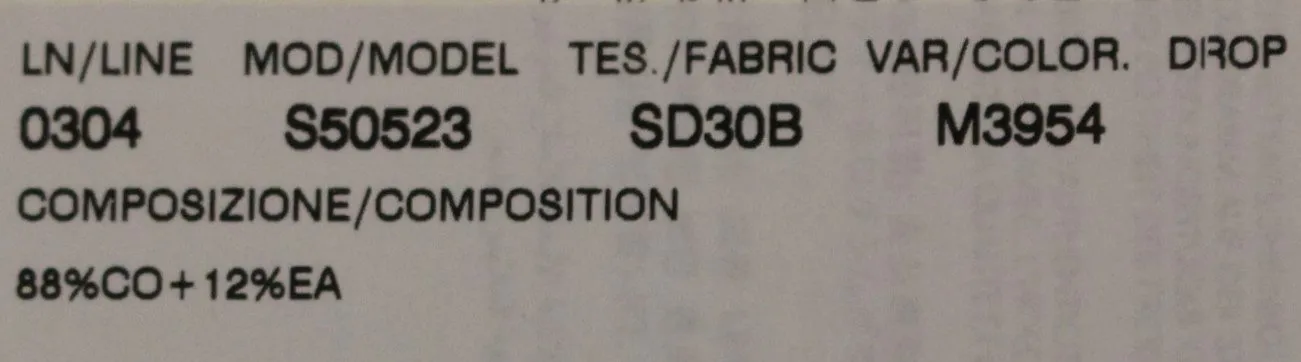 LN/LINE MOD/MODEL TES./FABRIC VAR/COLOR. DROP
0304 S50523 SD30B M3954
COMPOSIZIONE/COMPOSITION
88%CO+12%EA